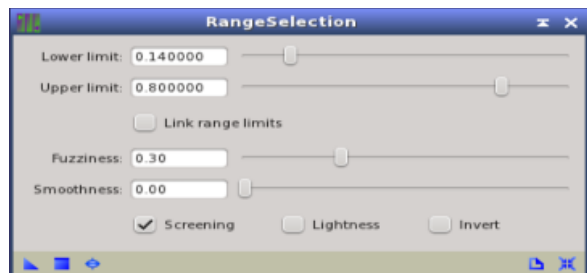 RangeSelection
Lower limit: 0.140000
Upper limit: 0.800000
Link range limits
Fuzziness: 0.30
Smoothness: 0.00
Screening Lightness Invert